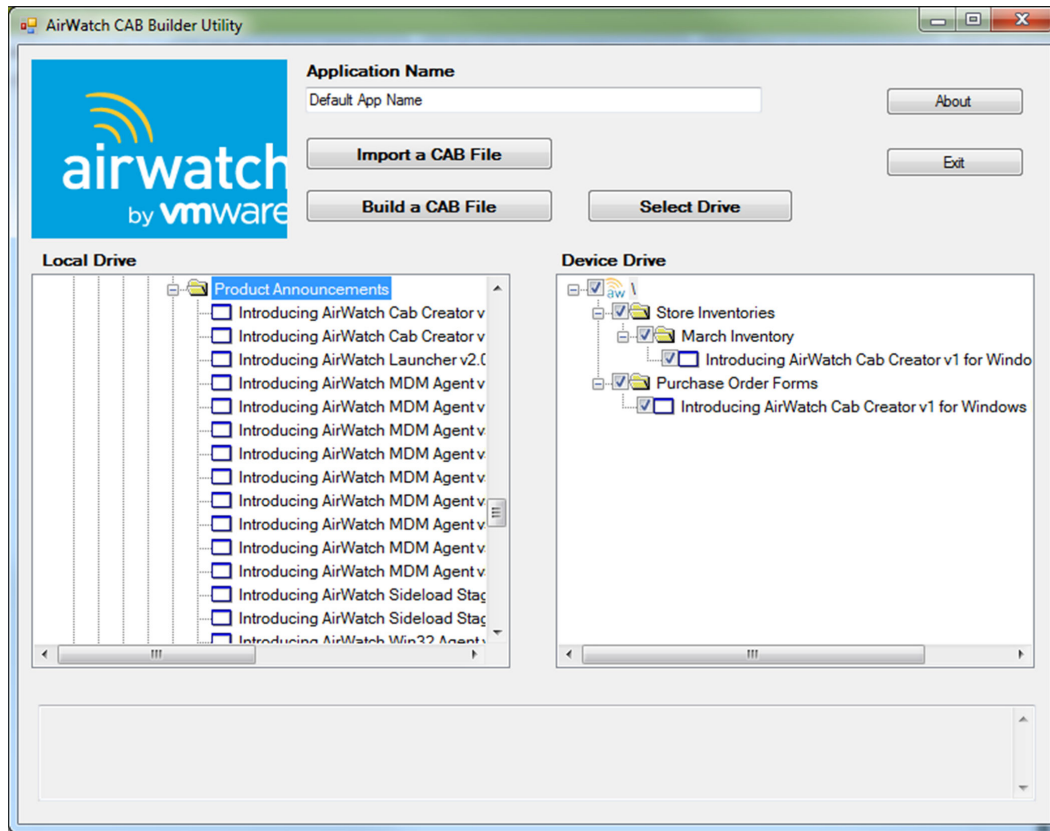 AirWatch CAB Builder Utility
Application Name
Default App Name
About
Import a CAB File
Exit
Build a CAB File
Select Drive
airwatch
by vmware
Local Drive
Product Announcements
Introducing AirWatch Cab Creator v
Introducing AirWatch Cab Creator v
Introducing AirWatch Launcher v2.0
Introducing AirWatch MDM Agent v
Introducing AirWatch MDM Agent v
Introducing AirWatch MDM Agent v
Introducing AirWatch MDM Agent v
Introducing AirWatch MDM Agent v
Introducing AirWatch MDM Agent v
Introducing AirWatch MDM Agent v
Introducing AirWatch MDM Agent v
Introducing AirWatch MDM Agent v
Introducing AirWatch Sideload Stag
Introducing AirWatch Sideload Stag
Introducing AirWatch Win32 Agent v
Device Drive
aw \
Store Inventories
March Inventory
Introducing AirWatch Cab Creator v1 for Windo
Purchase Order Forms
Introducing AirWatch Cab Creator v1 for Windows